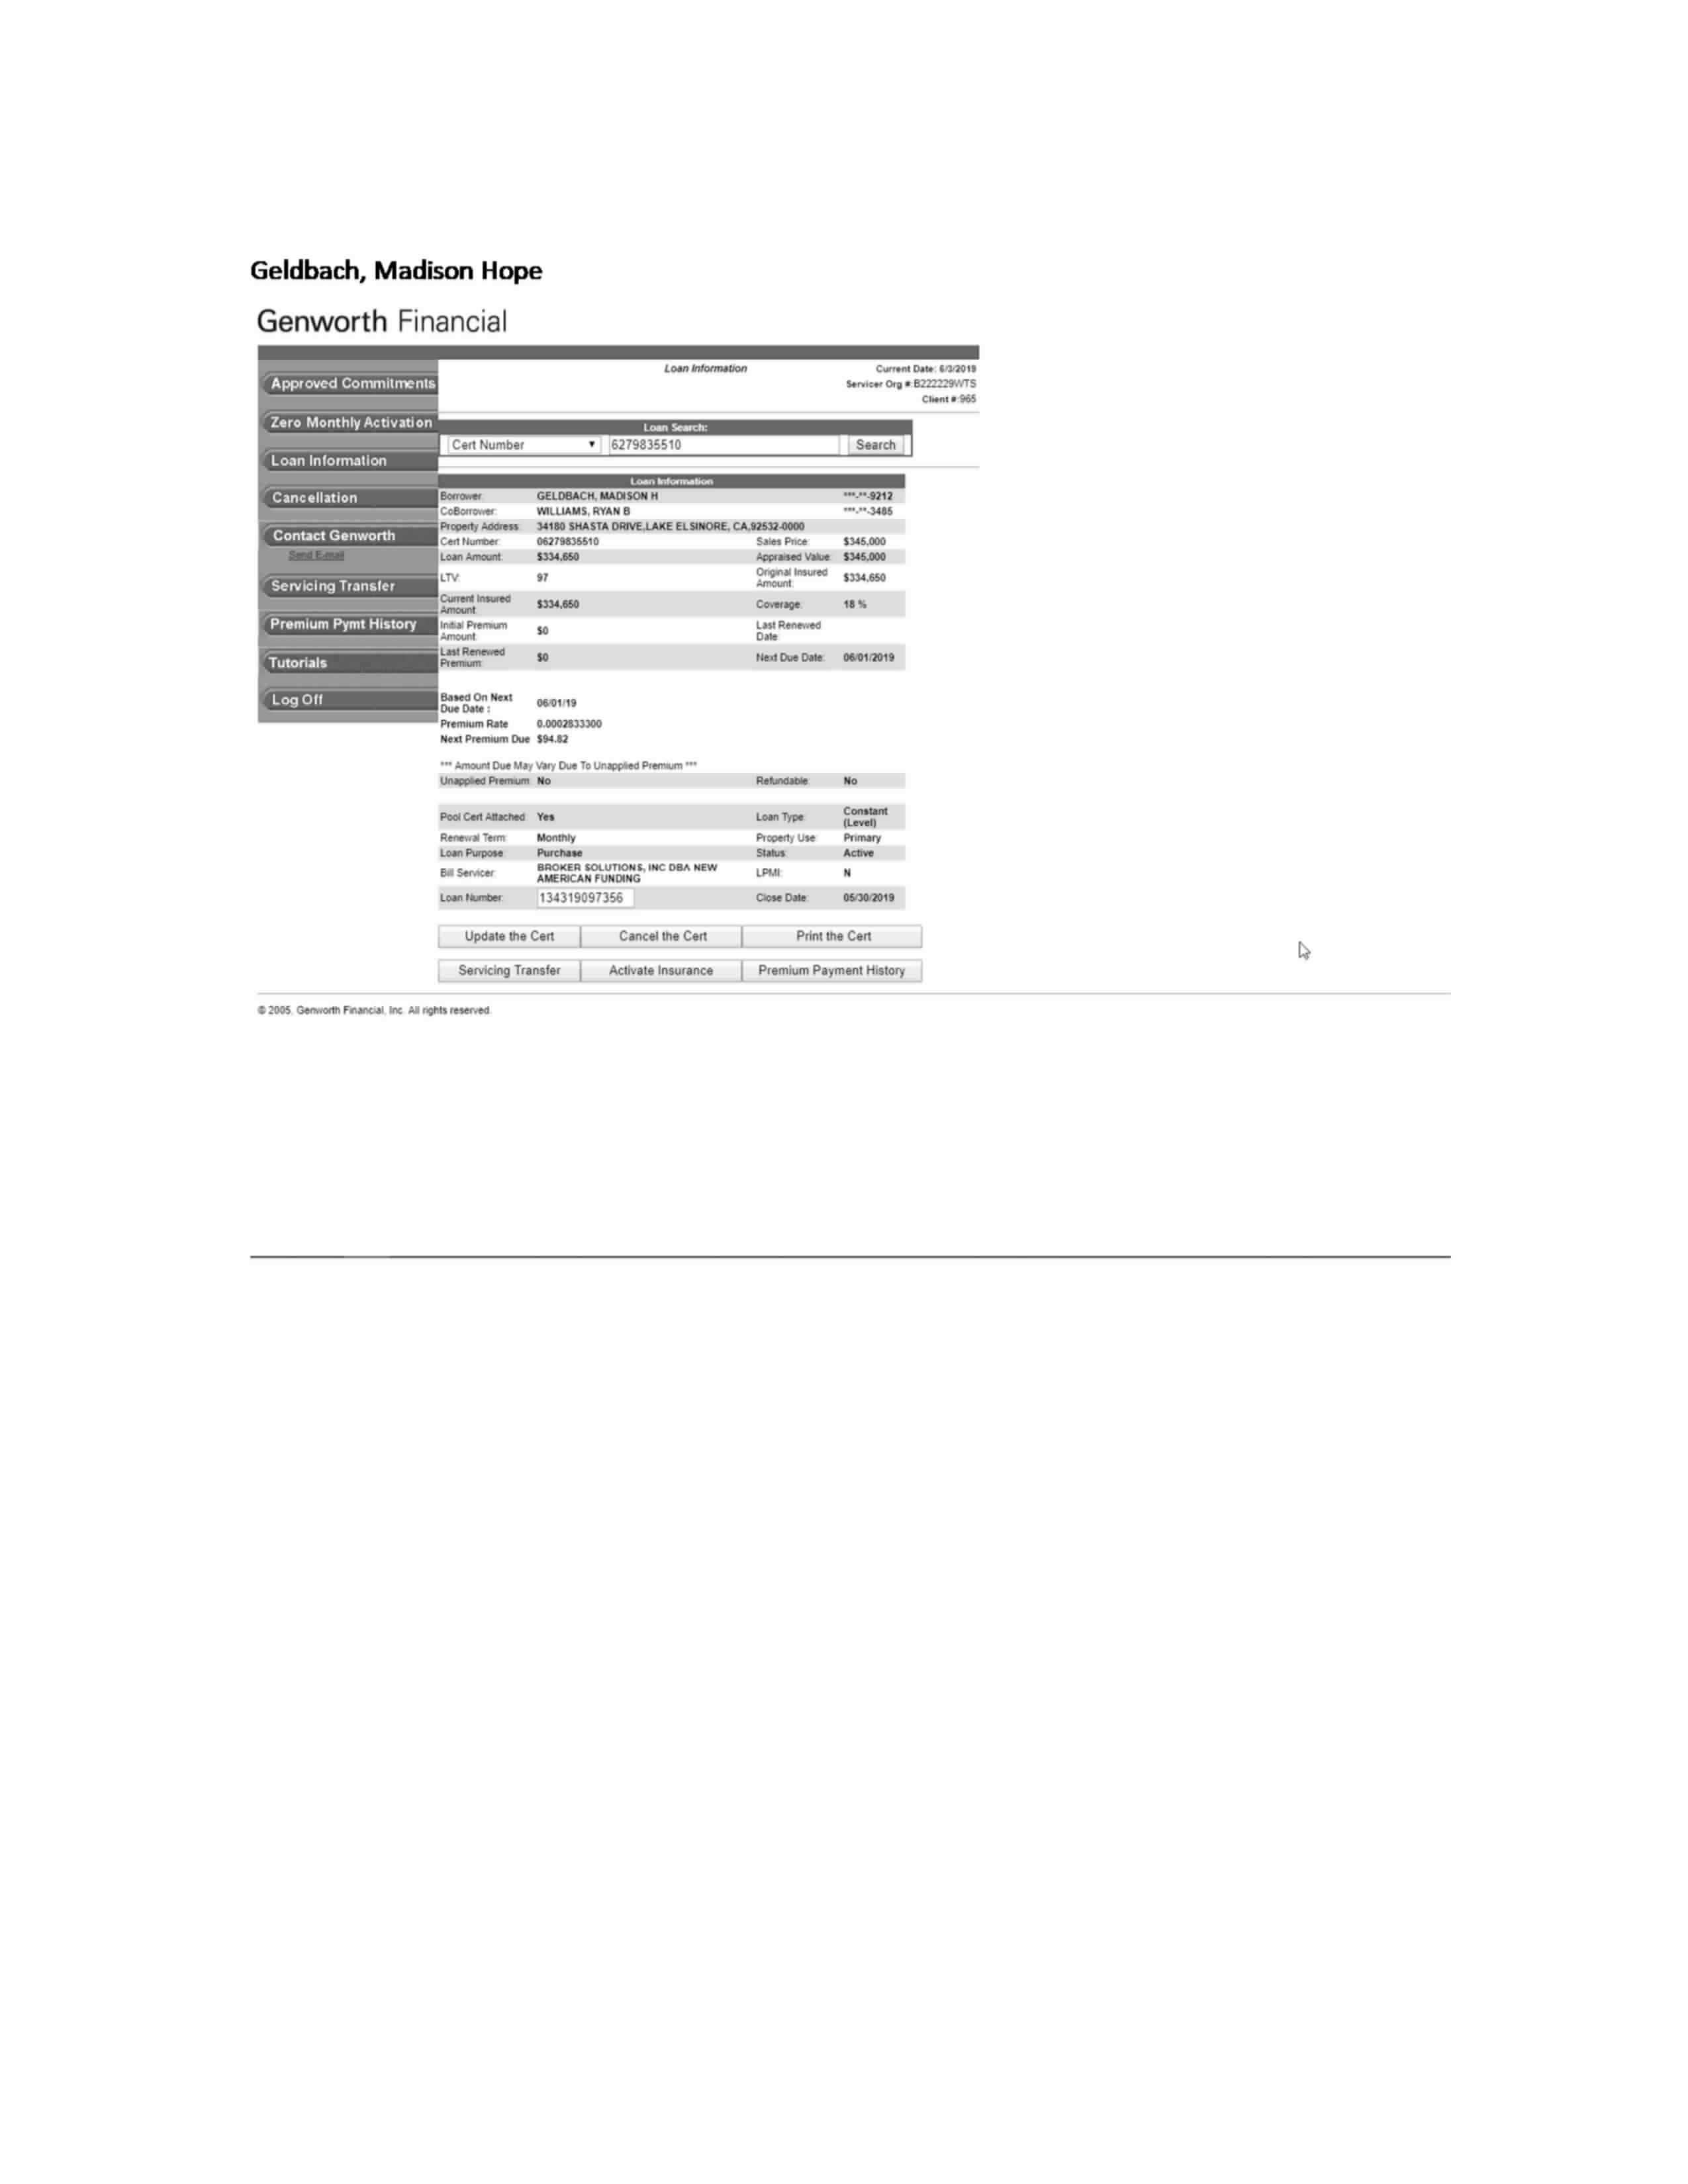 Geldbach, Madison Hope
Genworth Financial
Loan Information
Current Date: 6/3/2019
Servicer Org #:B222229WTS
Client #:965
Approved Commitments
Zero Monthly Activation
Loan Information
Cancellation
Contact Genworth
Send E-mail
Servicing Transfer
Premium Pymt History
Tutorials
Log Off
Loan Search:
Cert Number 6279835510 Search
Loan Information
Borrower: GELDBACH, MADISON H ***-**-9212
CoBorrower: WILLIAMS, RYAN B ***-**-3485
Property Address: 34180 SHASTA DRIVE,LAKE ELSINORE, CA,92532-0000
Cert Number: 06279835510 Sales Price: $345,000
Loan Amount: $334,650 Appraised Value: $345,000
LTV: 97 Original Insured Amount: $334,650
Current Insured Amount: $334,650 Coverage: 18 %
Initial Premium Amount: $0 Last Renewed Date:
Last Renewed Premium: $0 Next Due Date: 06/01/2019
Based On Next Due Date : 06/01/19
Premium Rate 0.0002833300
Next Premium Due $94.82
*** Amount Due May Vary Due To Unapplied Premium ***
Unapplied Premium: No Refundable: No
Pool Cert Attached: Yes Loan Type: Constant (Level)
Renewal Term: Monthly Property Use: Primary
Loan Purpose: Purchase Status: Active
Bill Servicer: BROKER SOLUTIONS, INC DBA NEW AMERICAN FUNDING LPMI: N
Loan Number: 134319097356 Close Date: 05/30/2019
Update the Cert Cancel the Cert Print the Cert
Servicing Transfer Activate Insurance Premium Payment History
© 2005, Genworth Financial, Inc. All rights reserved.